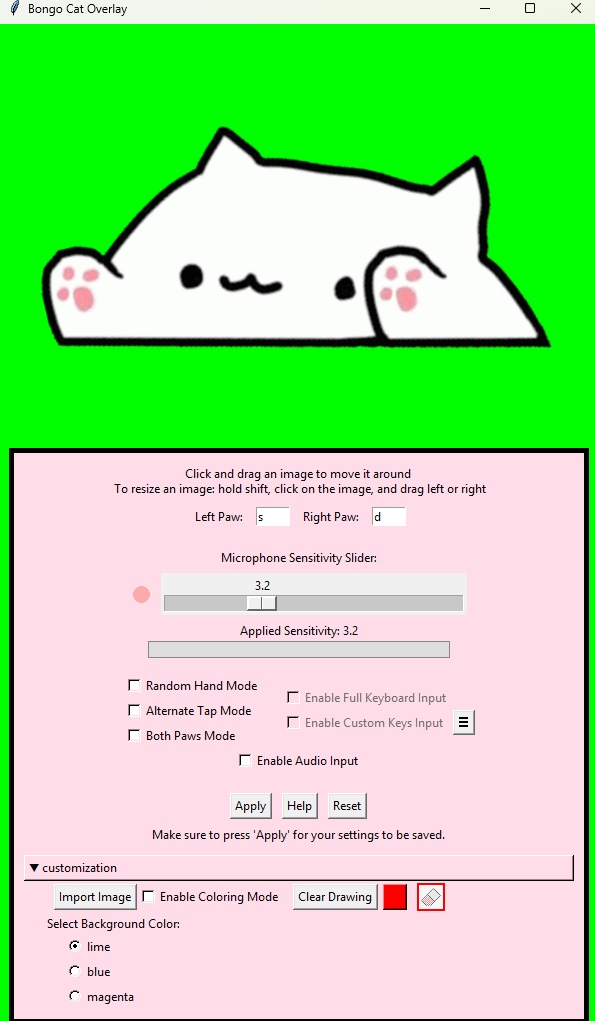 Bongo Cat Overlay
Click and drag an image to move it around
To resize an image: hold shift, click on the image, and drag left or right
Left Paw: s Right Paw: d
Microphone Sensitivity Slider:
3.2
Applied Sensitivity: 3.2
Random Hand Mode
Enable Full Keyboard Input
Alternate Tap Mode
Enable Custom Keys Input
Both Paws Mode
Enable Audio Input
Apply Help Reset
Make sure to press 'Apply' for your settings to be saved.
▼ customization
Import Image Enable Coloring Mode Clear Drawing
Select Background Color:
lime
blue
magenta